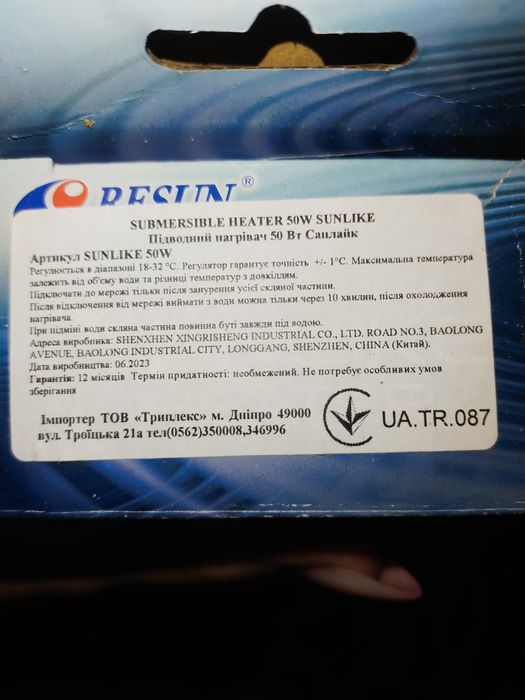 RESUN®
SUBMERSIBLE HEATER 50W SUNLIKE
Підводний нагрівач 50 Вт Санлайк
Артикул SUNLIKE 50W
Регулюється в діапазоні 18-32 °C. Регулятор гарантує точність +/- 1°C. Максимальна температура
залежить від об'єму води та різниці температур з довкіллям.
Підключати до мережі тільки після занурення усієї скляної частини.
Після відключення від мережі виймати з води можна тільки через 10 хвилин, після охолодження
нагрівача.
При підміні води скляна частина повинна буті завжди під водою.
Адреса виробника: SHENXHEN XINGRISHENG INDUSTRIAL CO., LTD. ROAD NO.3, BAOLONG
AVENUE, BAOLONG INDUSTRIAL CITY, LONGGANG, SHENZHEN, CHINA (Китай).
Дата виробництва 06.2023
Гарантія: 12 місяців Термін придатності: необмежений. Не потребує особливих умов
зберігання
Імпортер ТОВ «Триплекс» м. Дніпро 49000
вул. Троїцька 21а тел(0562)350008,346996
UA.TR.087